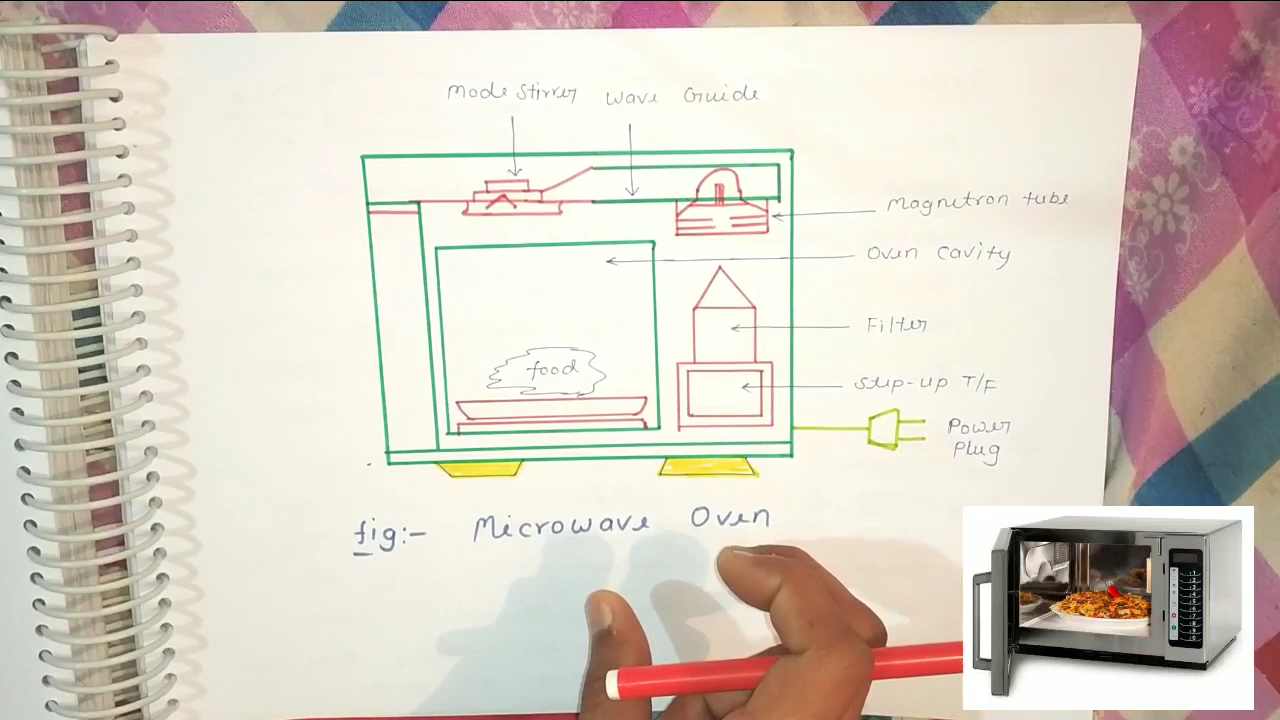 Mode Stirrer Wave Guide
Magnetron tube
Oven Cavity
Filter
Step-up T/F
Power
Plug
food
fig:- Microwave Oven